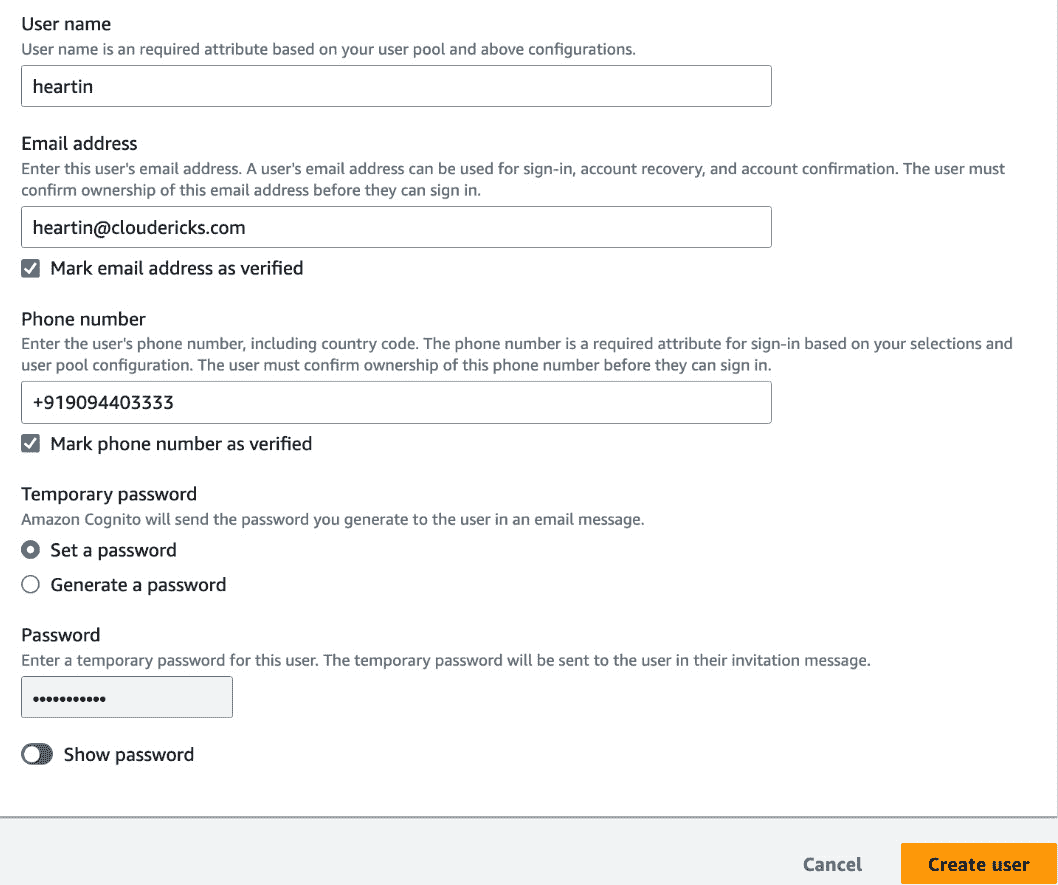 User name
User name is an required attribute based on your user pool and above configurations.
heartin
Email address
Enter this user's email address. A user's email address can be used for sign-in, account recovery, and account confirmation. The user must
confirm ownership of this email address before they can sign in.
heartin@cloudericks.com
Mark email address as verified
Phone number
Enter the user's phone number, including country code. The phone number is a required attribute for sign-in based on your selections and
user pool configuration. The user must confirm ownership of this phone number before they can sign in.
+919094403333
Mark phone number as verified
Temporary password
Amazon Cognito will send the password you generate to the user in an email message.
Set a password
Generate a password
Password
Enter a temporary password for this user. The temporary password will be sent to the user in their invitation message.
•••••••••••
Show password
Cancel
Create user